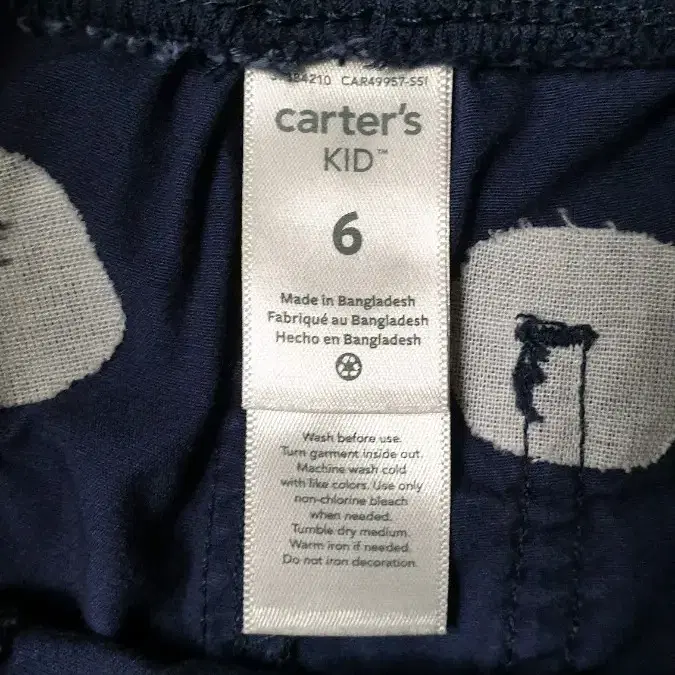 CAR49957-SS1
carter's
KID™
6
Made in Bangladesh
Fabriqué au Bangladesh
Hecho en Bangladesh
Wash before use.
Turn garment inside out.
Machine wash cold
with like colors. Use only
non-chlorine bleach
when needed.
Tumble dry medium.
Warm iron if needed.
Do not iron decoration.